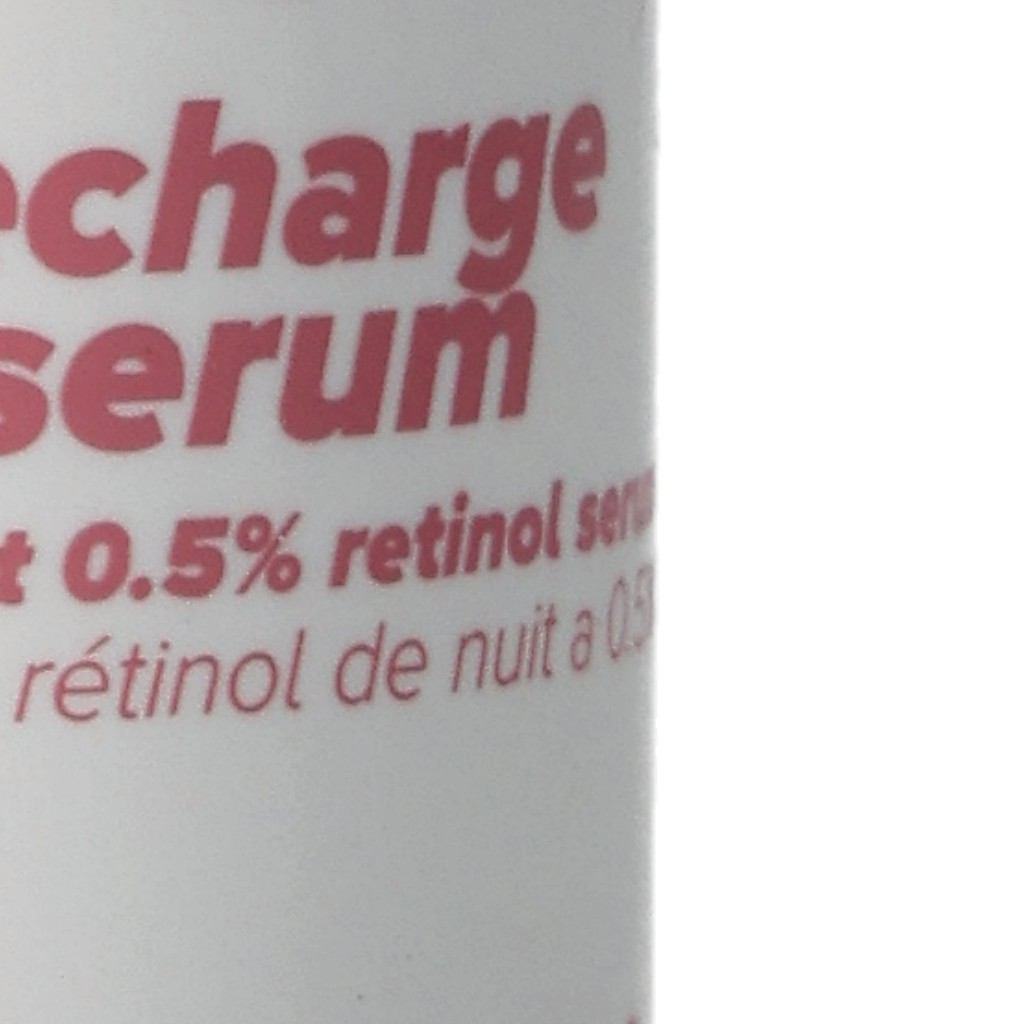 echarge
serum
t 0.5% retinol seru
rétinol de nuit a 0.5%